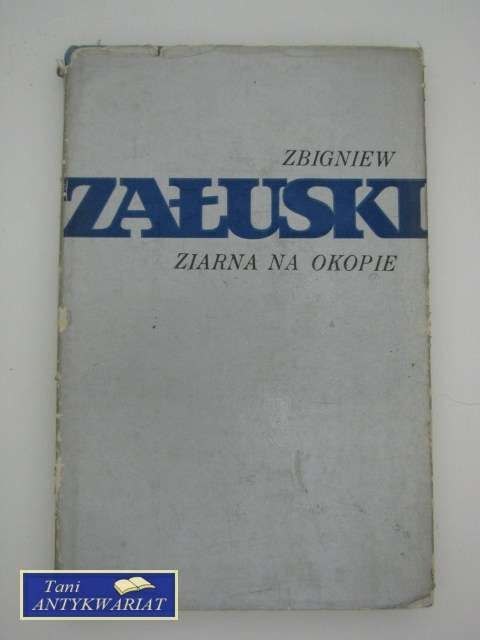 ZBIGNIEW
ZAŁUSKI
ZIARNA NA OKOPIE
Tani
ANTYKWARIAT